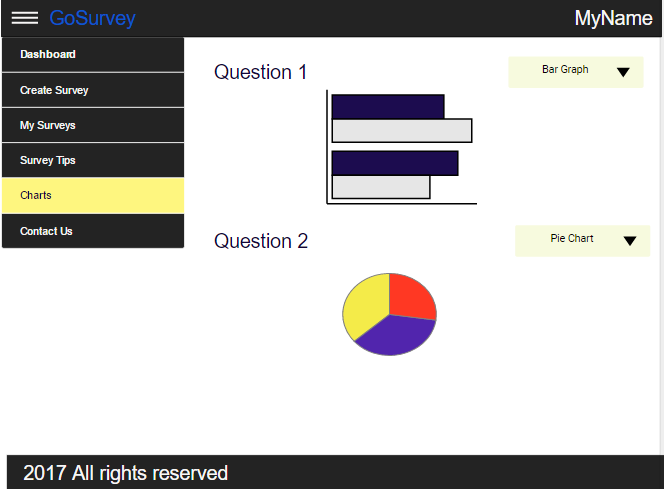 GoSurvey
MyName
Dashboard
Create Survey
My Surveys
Survey Tips
Charts
Contact Us
Question 1
Bar Graph
Question 2
Pie Chart
2017 All rights reserved